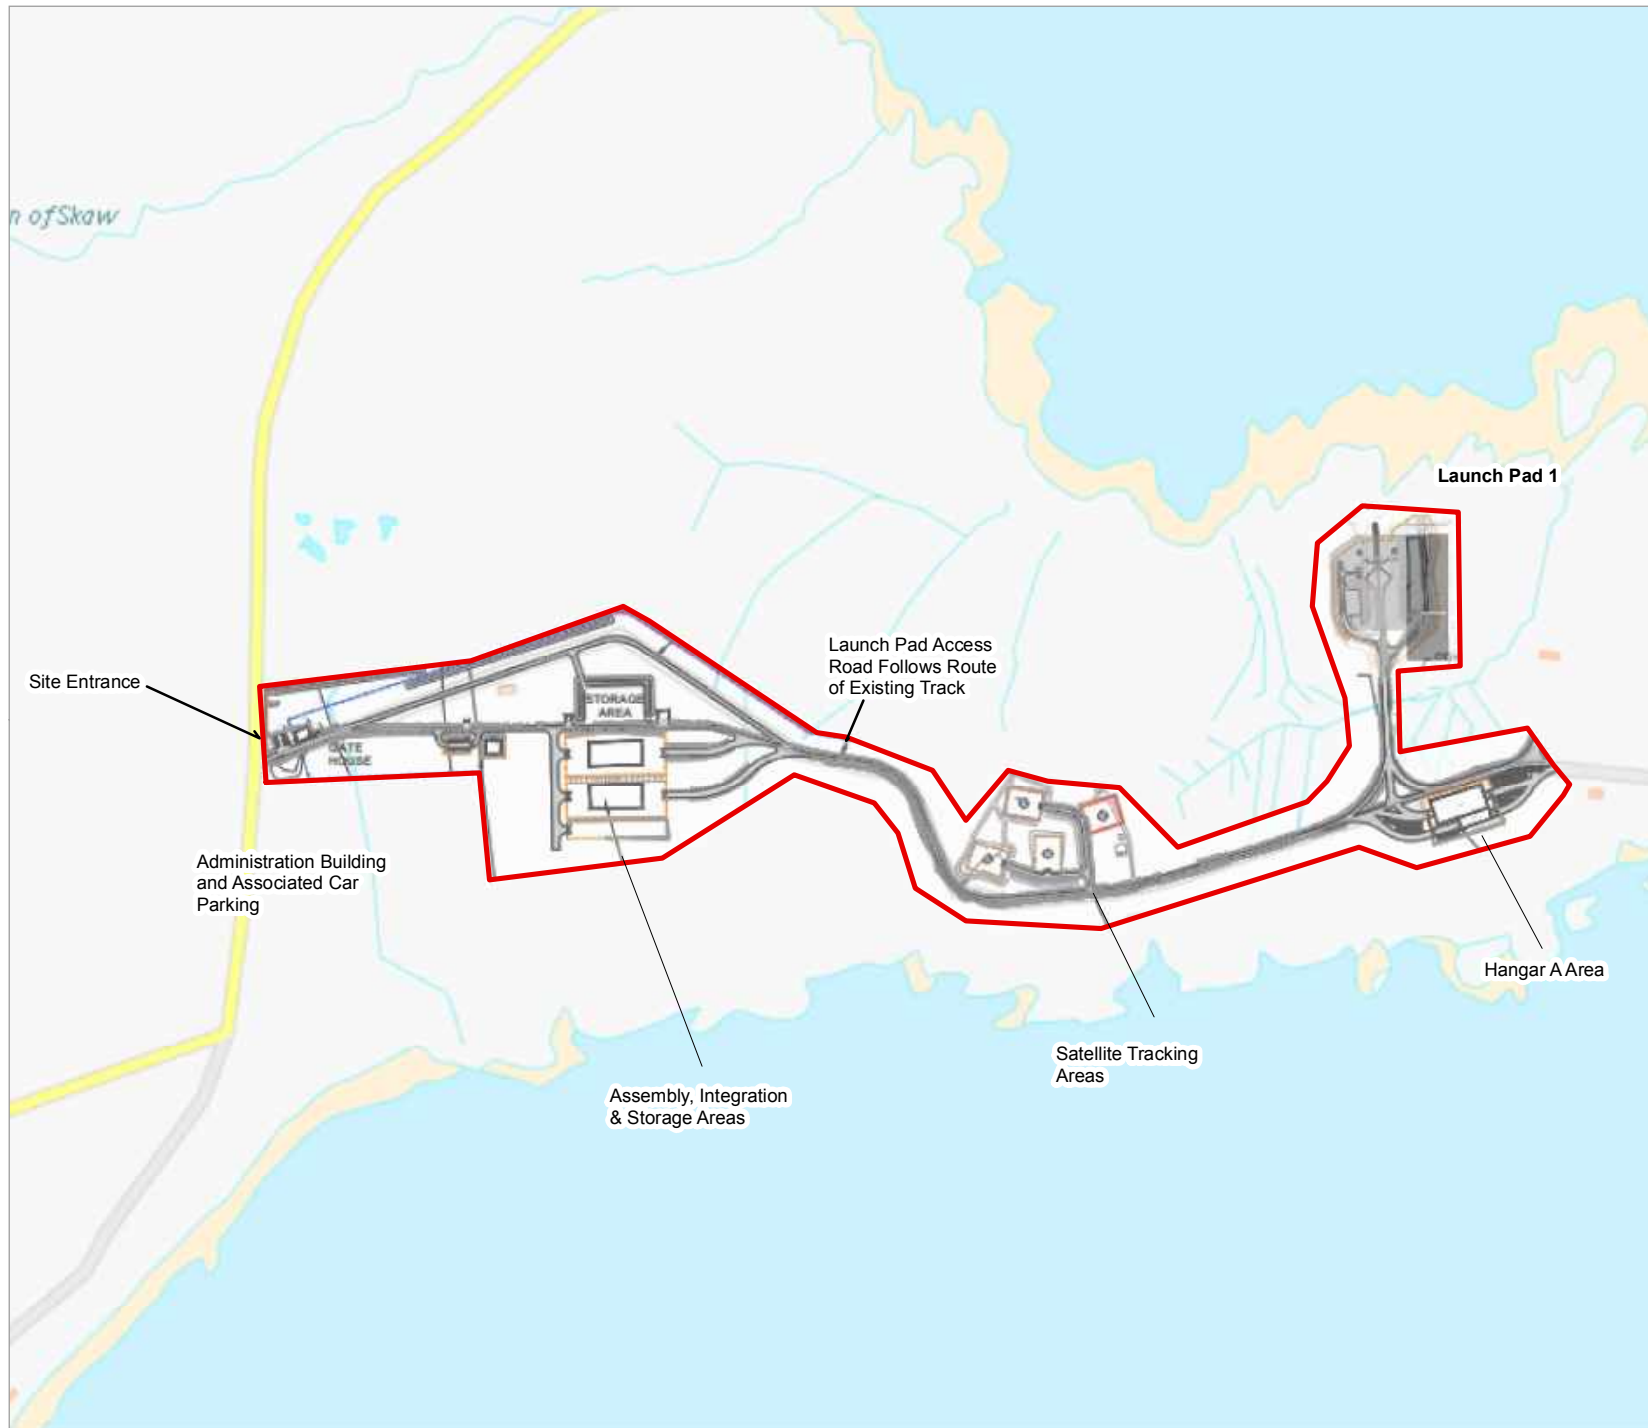 n of Skaw
Launch Pad 1
Launch Pad Access
Road Follows Route
of Existing Track
Site Entrance
STORAGE
AREA
GATE
HOUSE
Administration Building
and Associated Car
Parking
Hangar A Area
Satellite Tracking
Areas
Assembly, Integration
& Storage Areas